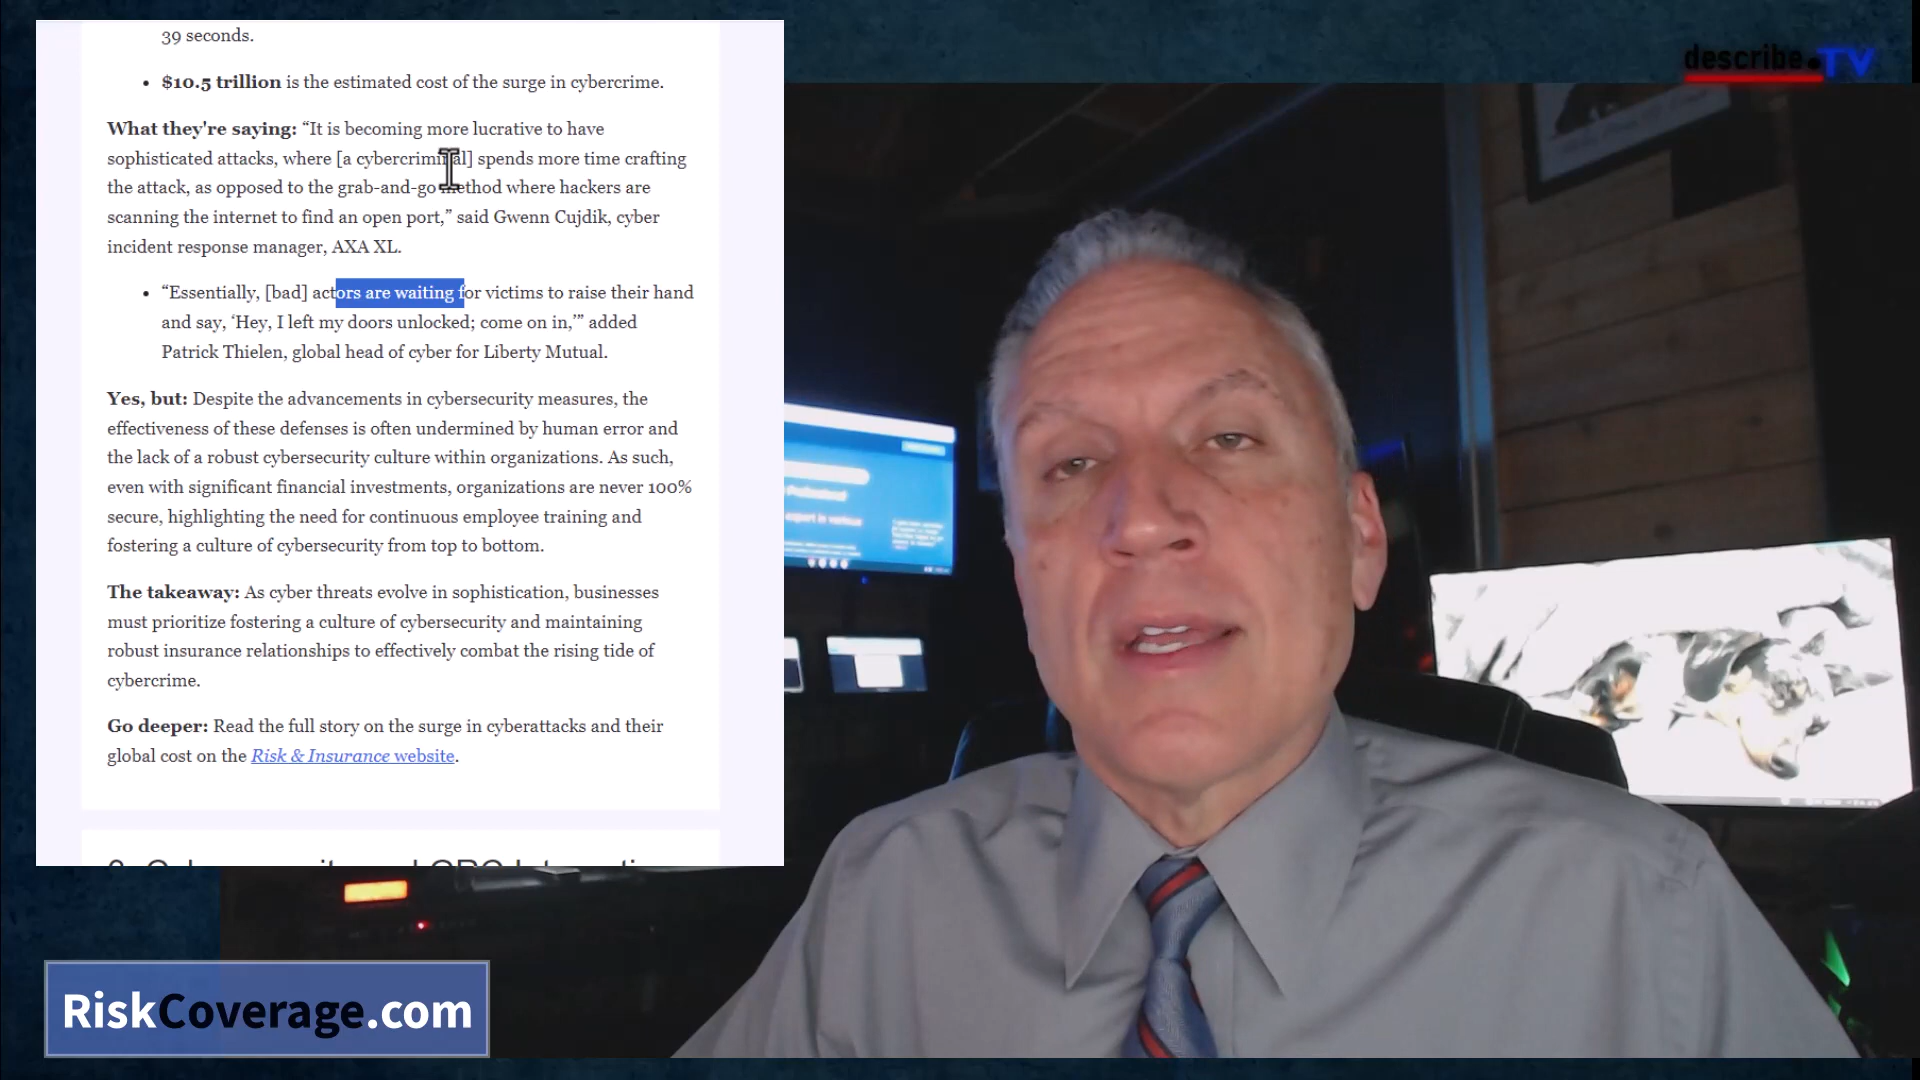 39 seconds.
• $10.5 trillion is the estimated cost of the surge in cybercrime.
What they're saying: “It is becoming more lucrative to have
sophisticated attacks, where [a cybercriminal] spends more time crafting
the attack, as opposed to the grab-and-go method where hackers are
scanning the internet to find an open port,” said Gwenn Cujdik, cyber
incident response manager, AXA XL.
• “Essentially, [bad] actors are waiting for victims to raise their hand
and say, ‘Hey, I left my doors unlocked; come on in,’” added
Patrick Thielen, global head of cyber for Liberty Mutual.
Yes, but: Despite the advancements in cybersecurity measures, the
effectiveness of these defenses is often undermined by human error and
the lack of a robust cybersecurity culture within organizations. As such,
even with significant financial investments, organizations are never 100%
secure, highlighting the need for continuous employee training and
fostering a culture of cybersecurity from top to bottom.
The takeaway: As cyber threats evolve in sophistication, businesses
must prioritize fostering a culture of cybersecurity and maintaining
robust insurance relationships to effectively combat the rising tide of
cybercrime.
Go deeper: Read the full story on the surge in cyberattacks and their
global cost on the Risk & Insurance website.
describe.TV
Professional
expert in various
RiskCoverage.com